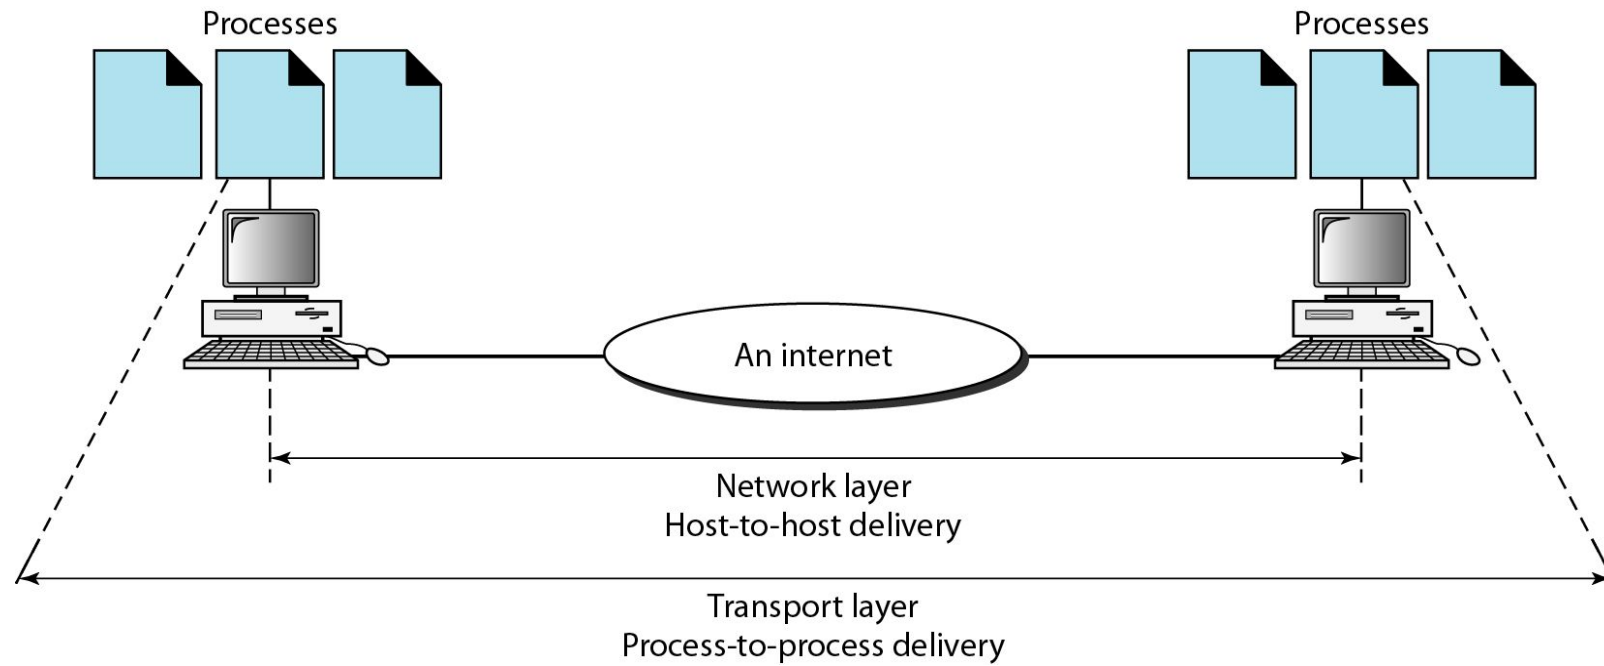 Processes
Processes
An internet
Network layer
Host-to-host delivery
Transport layer
Process-to-process delivery